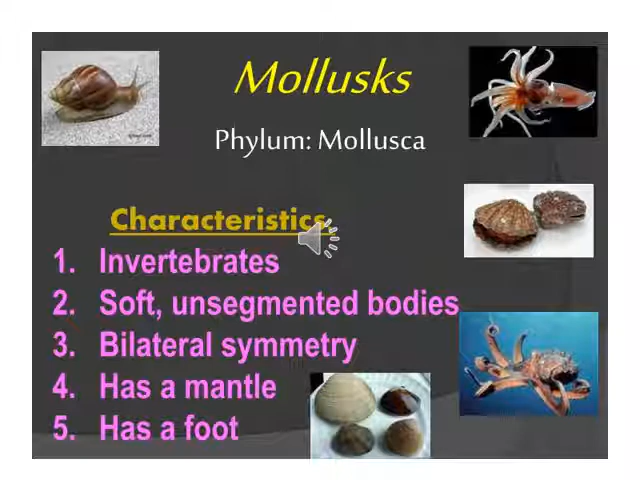 Mollusks
Phylum: Mollusca
Characteristics
1. Invertebrates
2. Soft, unsegmented bodies
3. Bilateral symmetry
4. Has a mantle
5. Has a foot